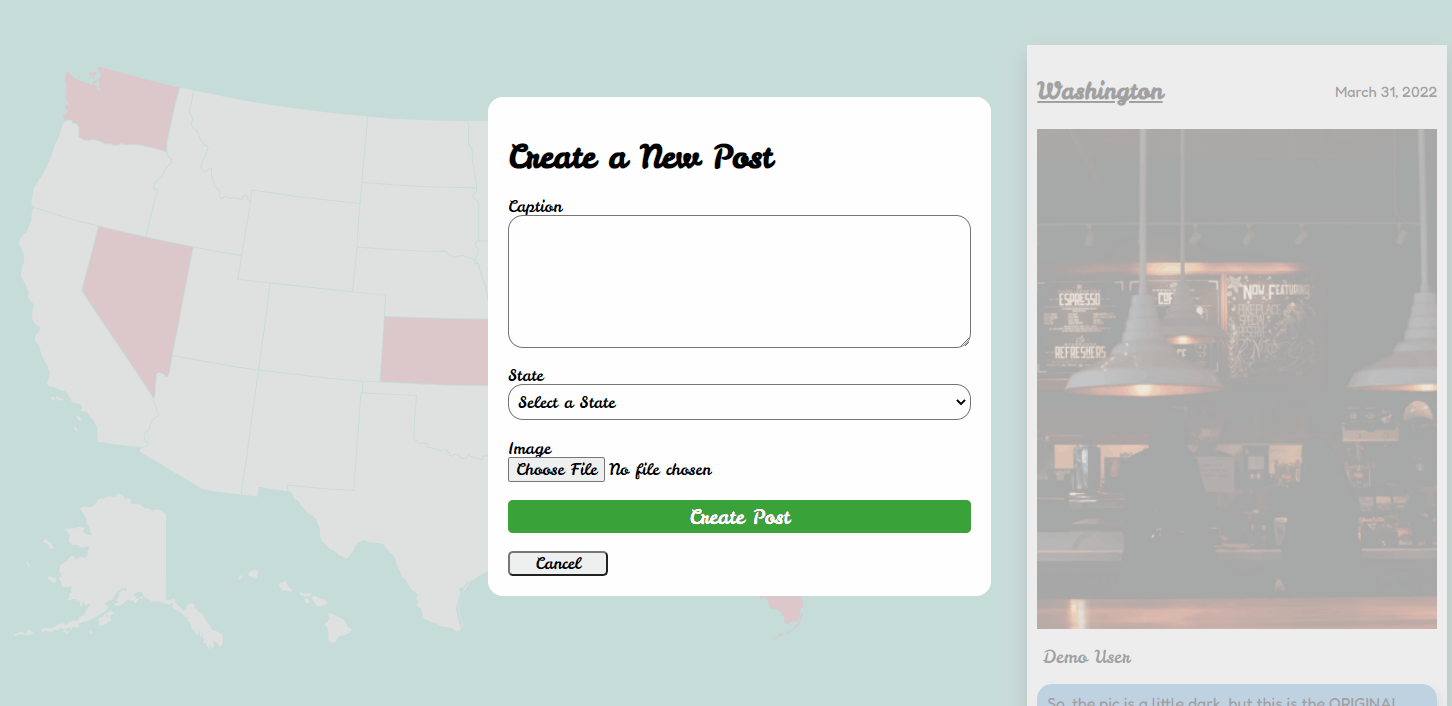 Create a New Post
Caption
State
Select a State
Image
Choose File No file chosen
Create Post
Cancel
Washington
March 31, 2022
ESPRESSO
NOW FEATURING
REFRESHERS
Demo User
So, the pic is a little dark, but this is the ORIGINAL